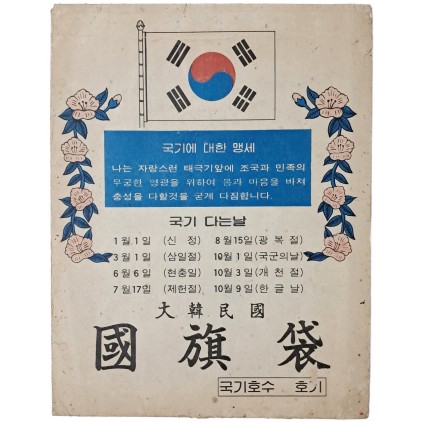 국기에 대한 맹세
나는 자랑스런 태극기앞에 조국과 민족의
무궁한 영광을 위하여 몸과 마음을 바쳐
충성을 다할것을 굳게 다짐합니다.
국기 다는날
1월1일 (신 정) 8월15일(광복절)
3월1일 (삼일절) 10월1일(국군의날)
6월6일 (현충일) 10월3일(개천절)
7월17일 (제헌절) 10월9일(한글날)
大韓民國
國旗袋
국기호수 호기